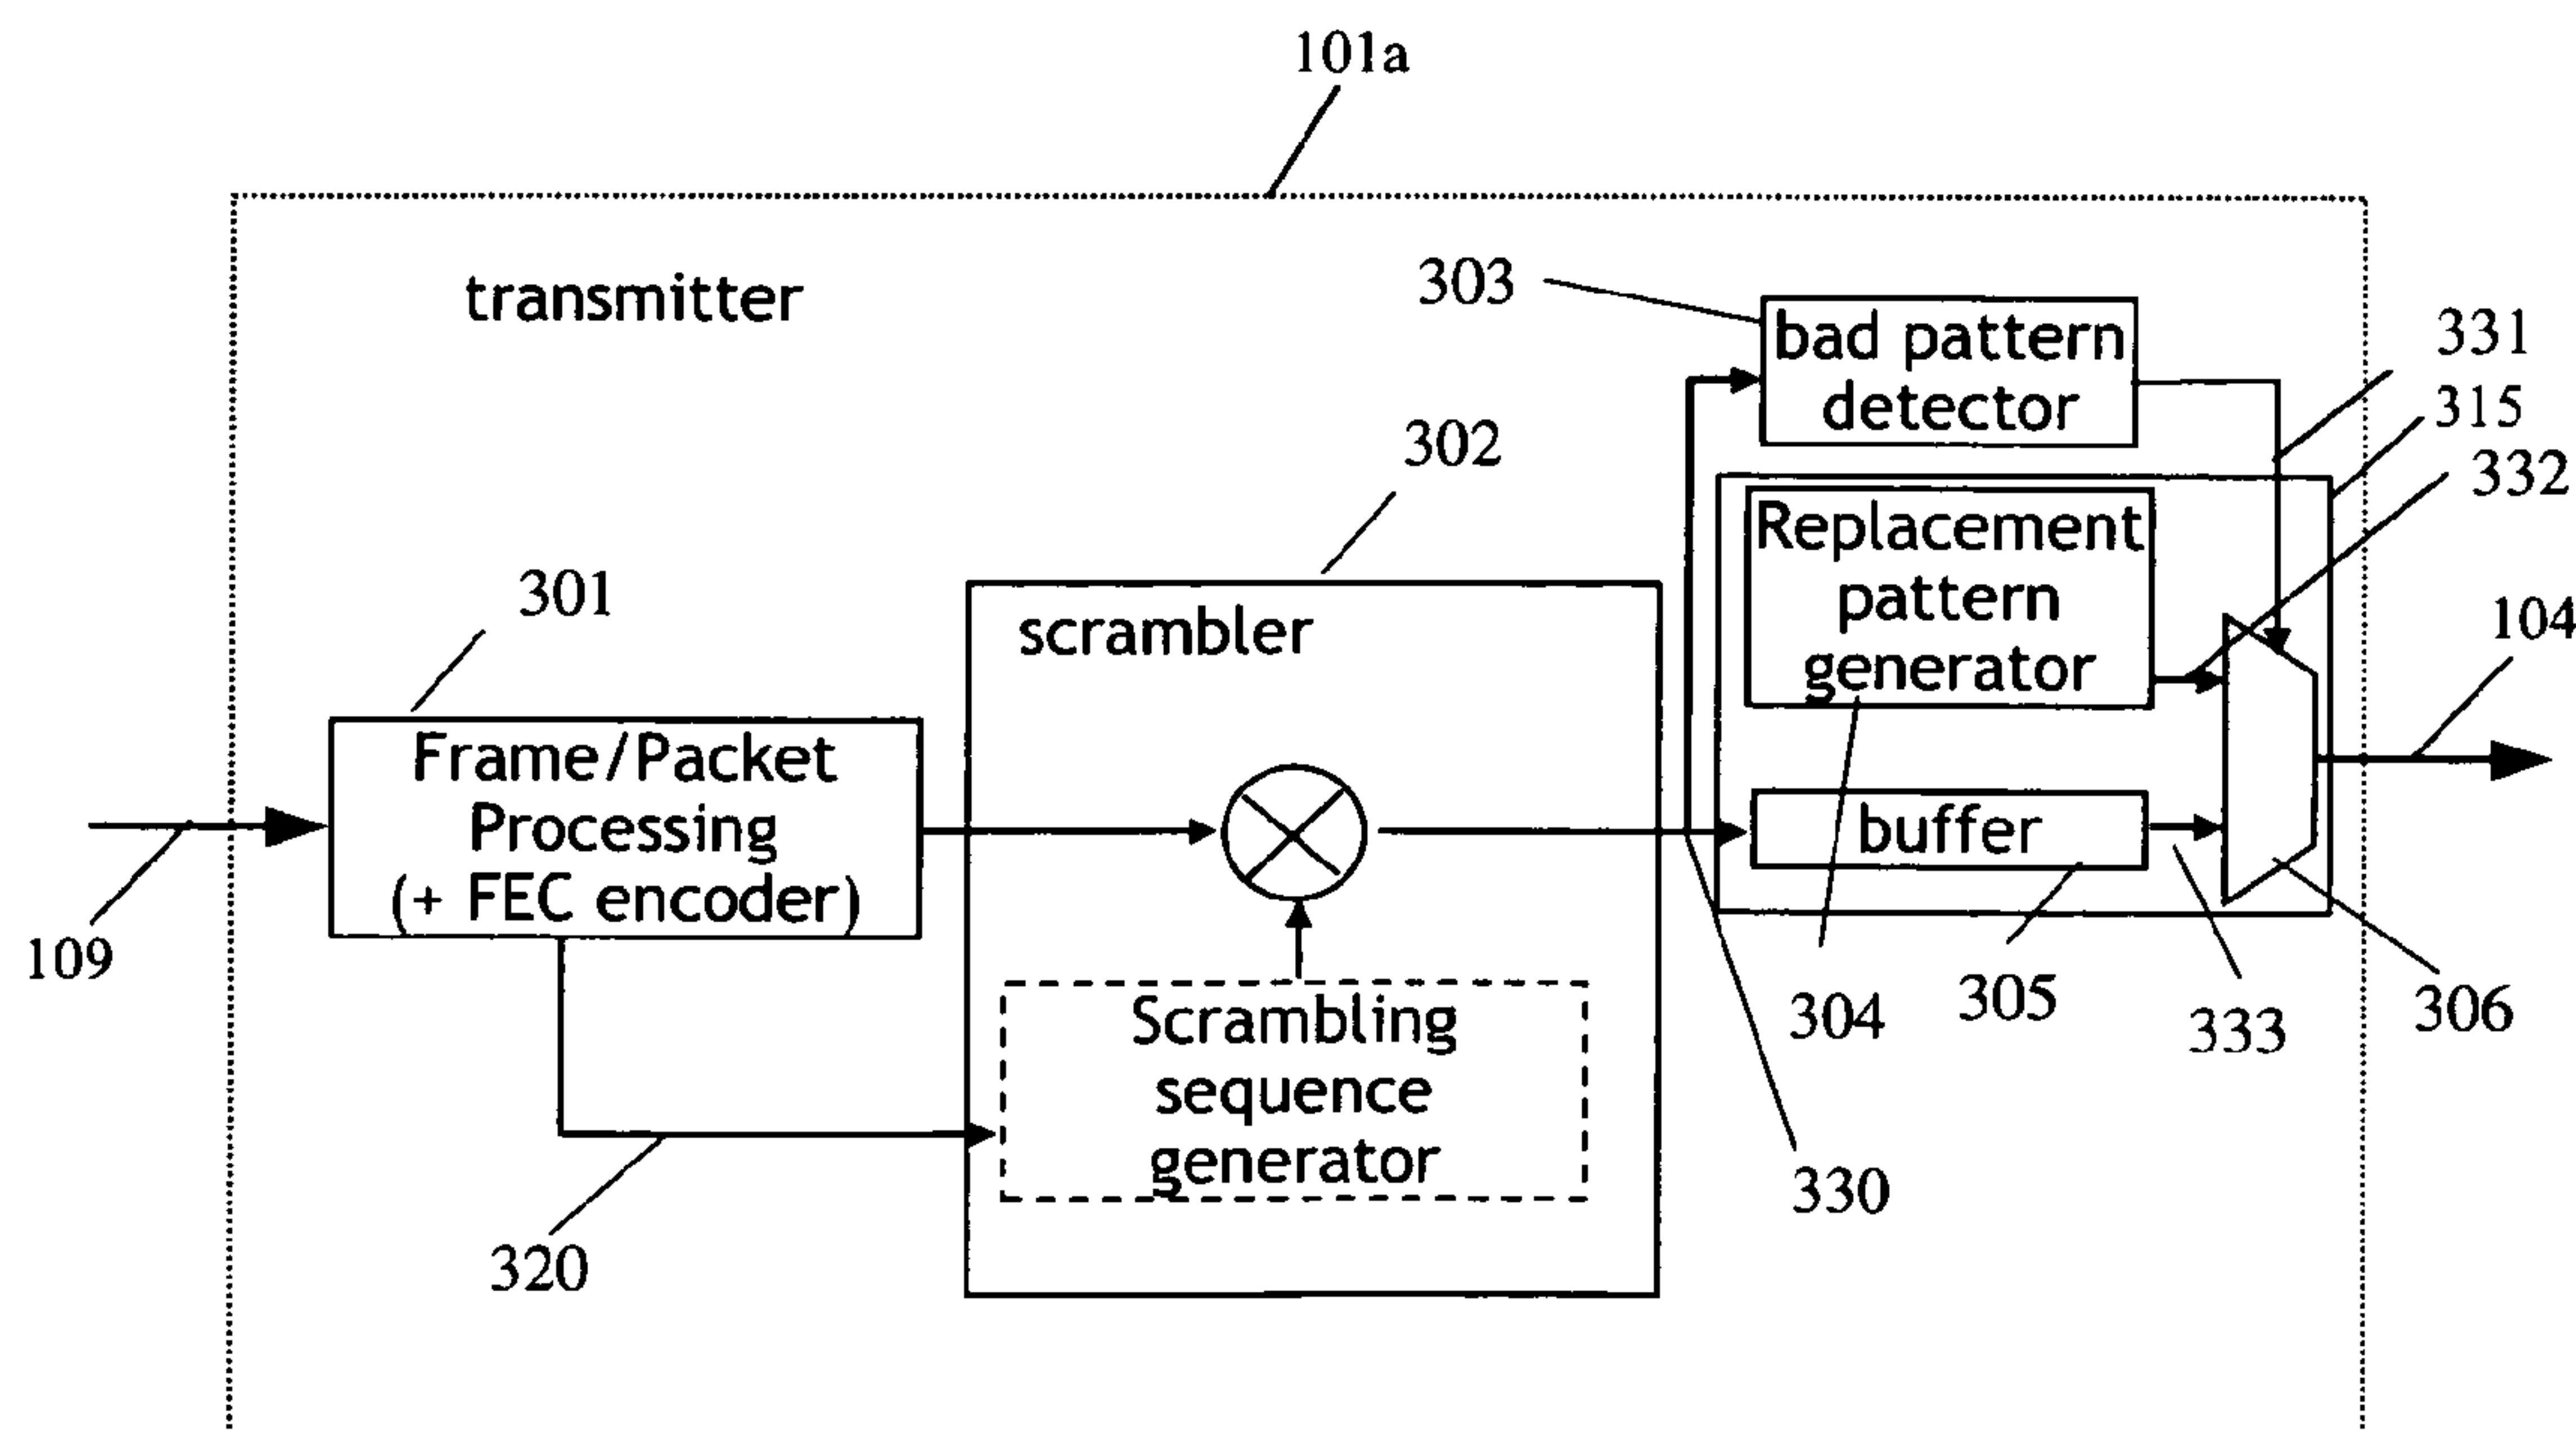 101a
transmitter
303
bad pattern
detector
331
315
332
302
Replacement
pattern
generator
301
scrambler
104
Frame/Packet
Processing
(+ FEC encoder)
buffer
109
Scrambling
sequence
generator
304
305
333
306
330
320